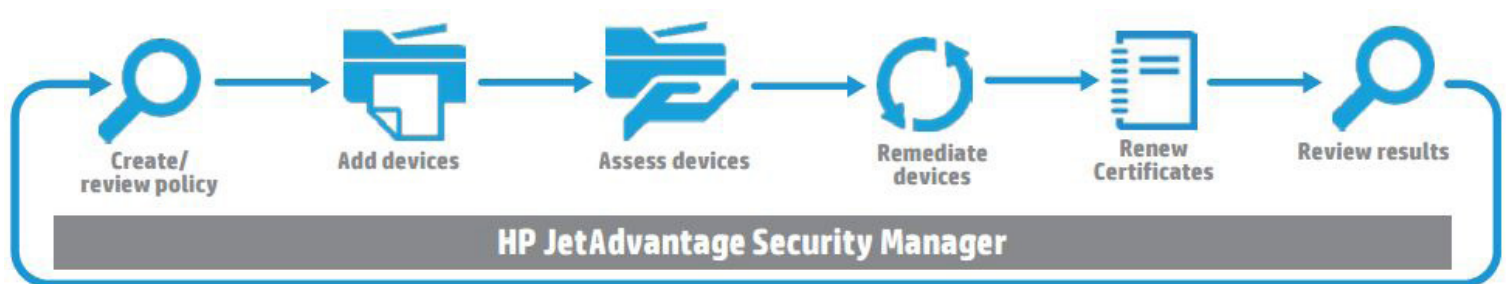 Create/
review policy
Add devices
Assess devices
Remediate
devices
Renew
Certificates
Review results
HP JetAdvantage Security Manager